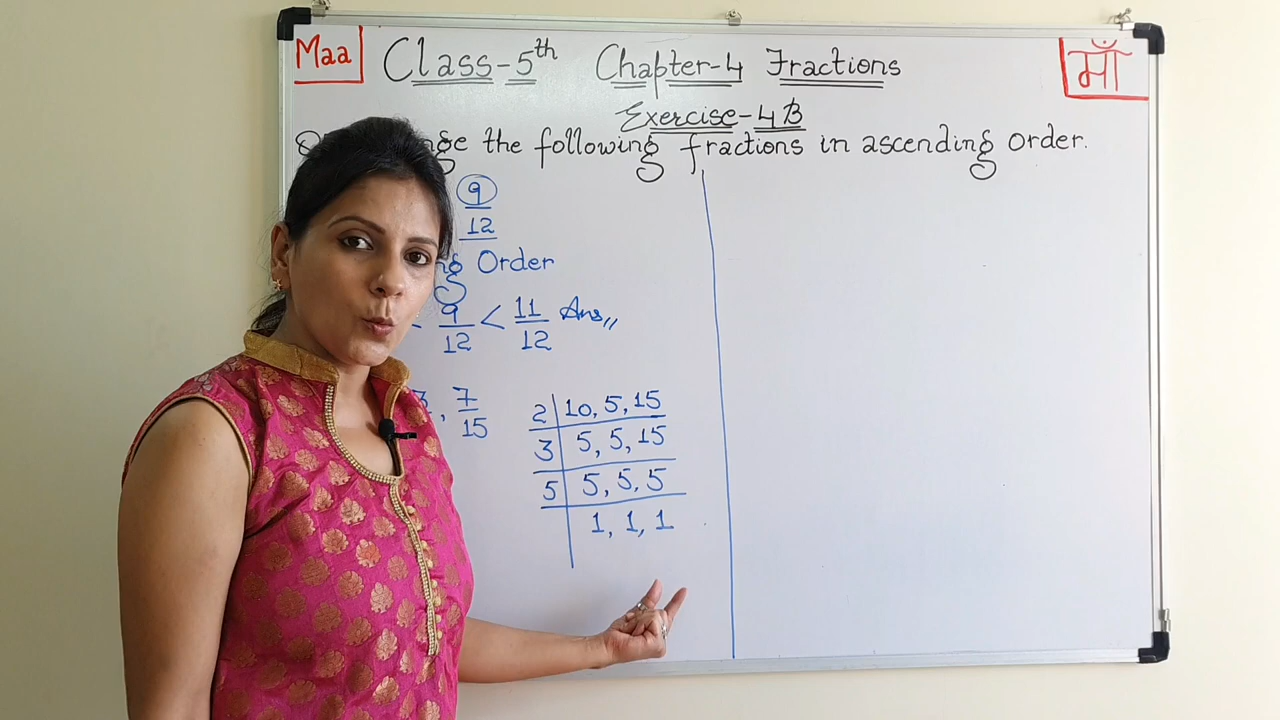 Maa Class-5th Chapter-4 Fractions माँ
Exercise-4B
the following fractions in ascending order.
9/12
Order
9/12 < 11/12 Ans,,
, 7/15
2 | 10, 5, 15
3 | 5, 5, 15
5 | 5, 5, 5
1, 1, 1